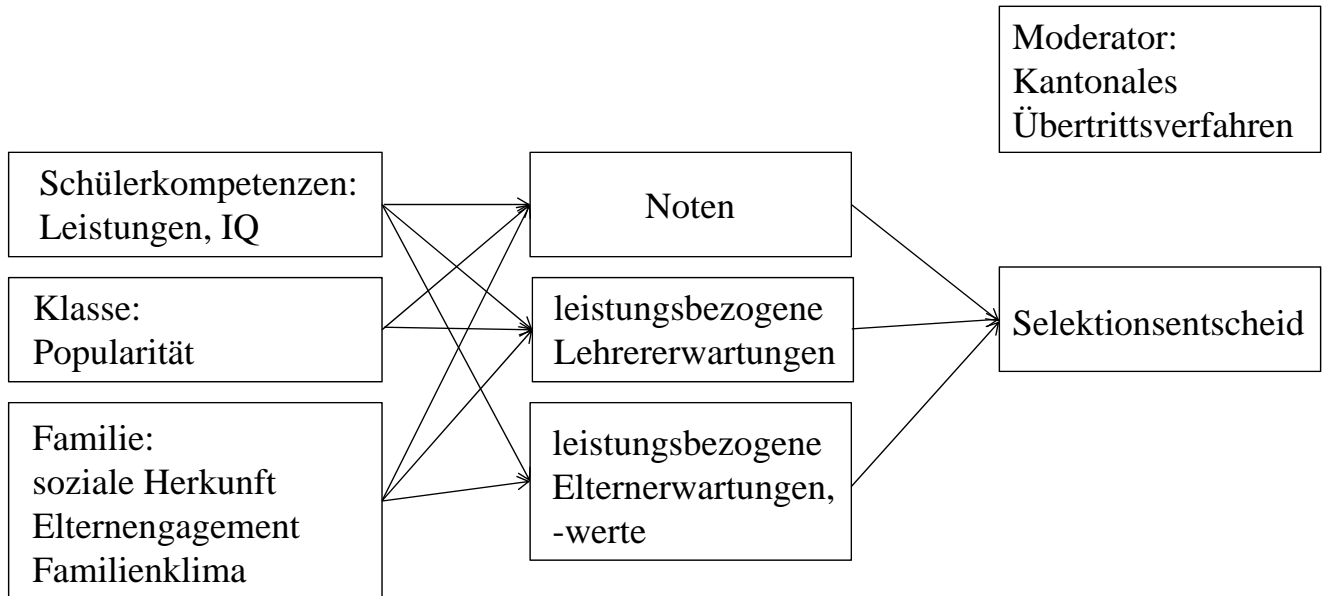 Moderator:
Kantonales
Übertrittsverfahren
Schülerkompetenzen:
Leistungen, IQ
Noten
Klasse:
Popularität
leistungsbezogene
Lehrererwartungen
Selektionsentscheid
Familie:
soziale Herkunft
Elternengagement
Familienklima
leistungsbezogene
Elternerwartungen,
-werte